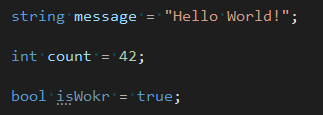 string message = "Hello World!";
int count = 42;
bool isWokr = true;